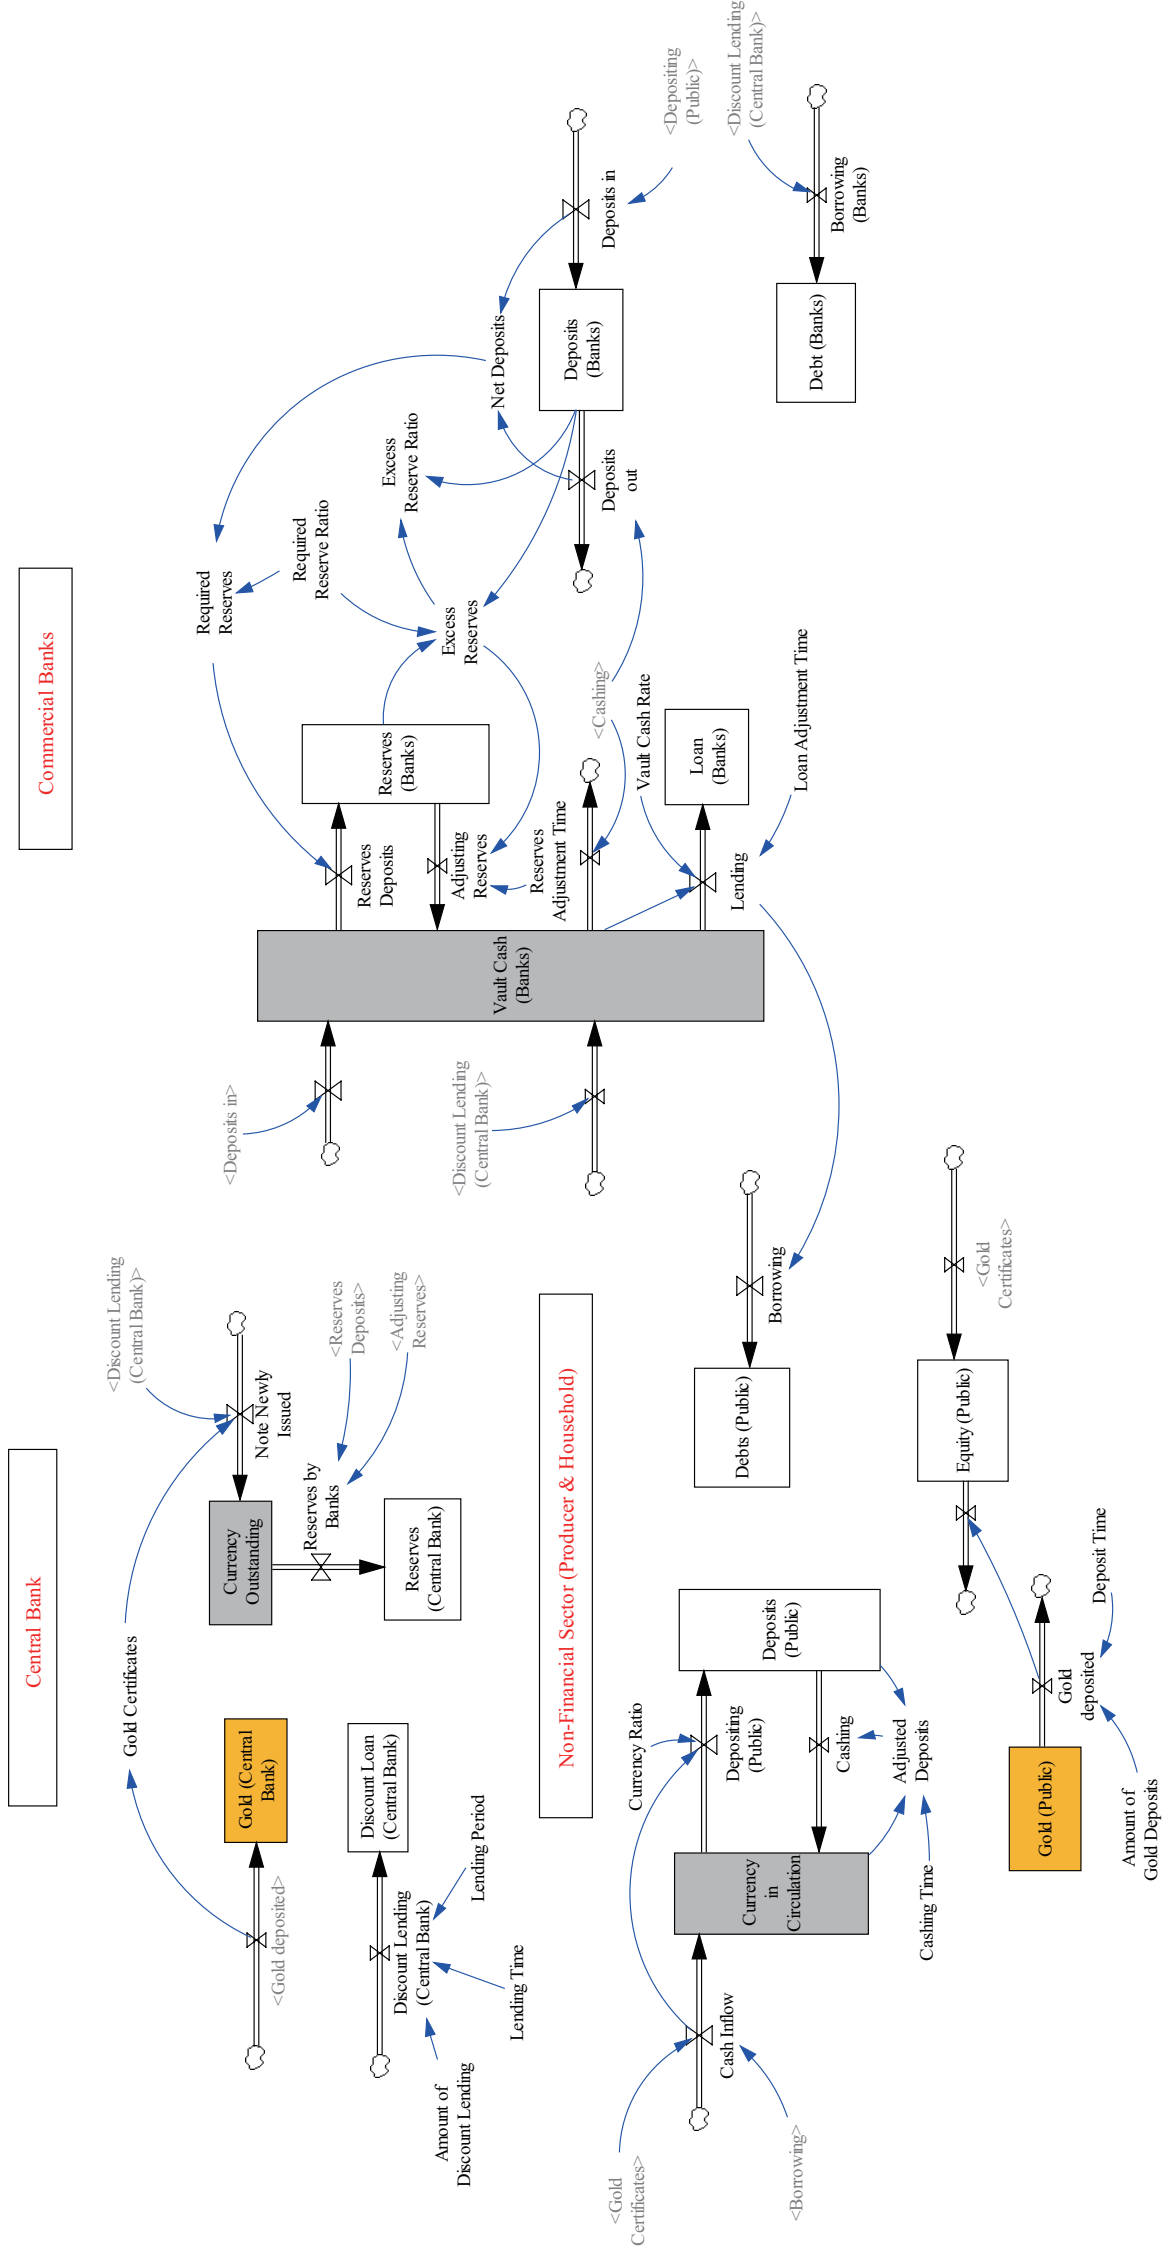 Central Bank
Gold Certificates
<Discount Lending
(Central Bank)>
Gold (Central
Bank)
<Gold deposited>
Currency
Outstanding
Note Newly
Issued
Reserves by
Banks
<Reserves
Deposits>
<Adjusting
Reserves>
Reserves
(Central Bank)
Discount Loan
(Central Bank)
Discount Lending
(Central Bank)
Lending Period
Lending Time
Amount of
Discount Lending
Commercial Banks
<Deposits in>
<Discount Lending
(Central Bank)>
Vault Cash
(Banks)
Required
Reserves
Required
Reserve Ratio
Reserves
Deposits
Reserves
(Banks)
Adjusting
Reserves
Reserves
Adjustment Time
Excess
Reserves
Excess
Reserve Ratio
Net Deposits
Deposits
(Banks)
Deposits
out
Deposits in
<Depositing
(Public)>
<Cashing>
Vault Cash Rate
Loan
(Banks)
Lending
Loan Adjustment Time
<Discount Lending
(Central Bank)>
Borrowing
(Banks)
Debt (Banks)
Non-Financial Sector (Producer & Household)
<Gold
Certificates>
Cash Inflow
<Borrowing>
Currency Ratio
Currency
in
Circulation
Depositing
(Public)
Deposits
(Public)
Cashing
Adjusted
Deposits
Cashing Time
Debts (Public)
Borrowing
Equity (Public)
<Gold
Certificates>
Gold (Public)
Gold
deposited
Deposit Time
Amount of
Gold Deposits